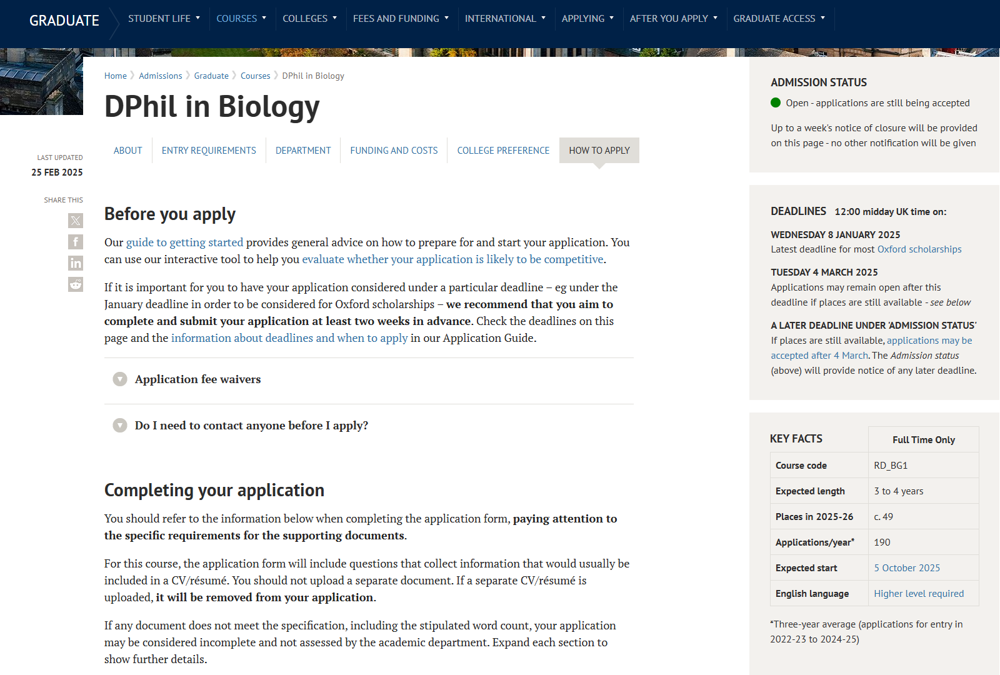 GRADUATE
STUDENT LIFE
COURSES
COLLEGES
FEES AND FUNDING
INTERNATIONAL
APPLYING
AFTER YOU APPLY
GRADUATE ACCESS
Home
Admissions
Graduate
Courses
DPhil in Biology
DPhil in Biology
ABOUT
ENTRY REQUIREMENTS
DEPARTMENT
FUNDING AND COSTS
COLLEGE PREFERENCE
HOW TO APPLY
LAST UPDATED
25 FEB 2025
SHARE THIS
Before you apply
Our guide to getting started provides general advice on how to prepare for and start your application. You
can use our interactive tool to help you evaluate whether your application is likely to be competitive.
If it is important for you to have your application considered under a particular deadline – eg under the
January deadline in order to be considered for Oxford scholarships – we recommend that you aim to
complete and submit your application at least two weeks in advance. Check the deadlines on this
page and the information about deadlines and when to apply in our Application Guide.
Application fee waivers
Do I need to contact anyone before I apply?
Completing your application
You should refer to the information below when completing the application form, paying attention to
the specific requirements for the supporting documents.
For this course, the application form will include questions that collect information that would usually be
included in a CV/résumé. You should not upload a separate document. If a separate CV/résumé is
uploaded, it will be removed from your application.
If any document does not meet the specification, including the stipulated word count, your application
may be considered incomplete and not assessed by the academic department. Expand each section to
show further details.
ADMISSION STATUS
Open - applications are still being accepted
Up to a week's notice of closure will be provided
on this page - no other notification will be given
DEADLINES 12:00 midday UK time on:
WEDNESDAY 8 JANUARY 2025
Latest deadline for most Oxford scholarships
TUESDAY 4 MARCH 2025
Applications may remain open after this
deadline if places are still available - see below
A LATER DEADLINE UNDER 'ADMISSION STATUS'
If places are still available, applications may be
accepted after 4 March. The Admission status
(above) will provide notice of any later deadline.
KEY FACTS
Full Time Only
Course code RD_BG1
Expected length 3 to 4 years
Places in 2025-26 c. 49
Applications/year* 190
Expected start 5 October 2025
English language Higher level required
*Three-year average (applications for entry in
2022-23 to 2024-25)